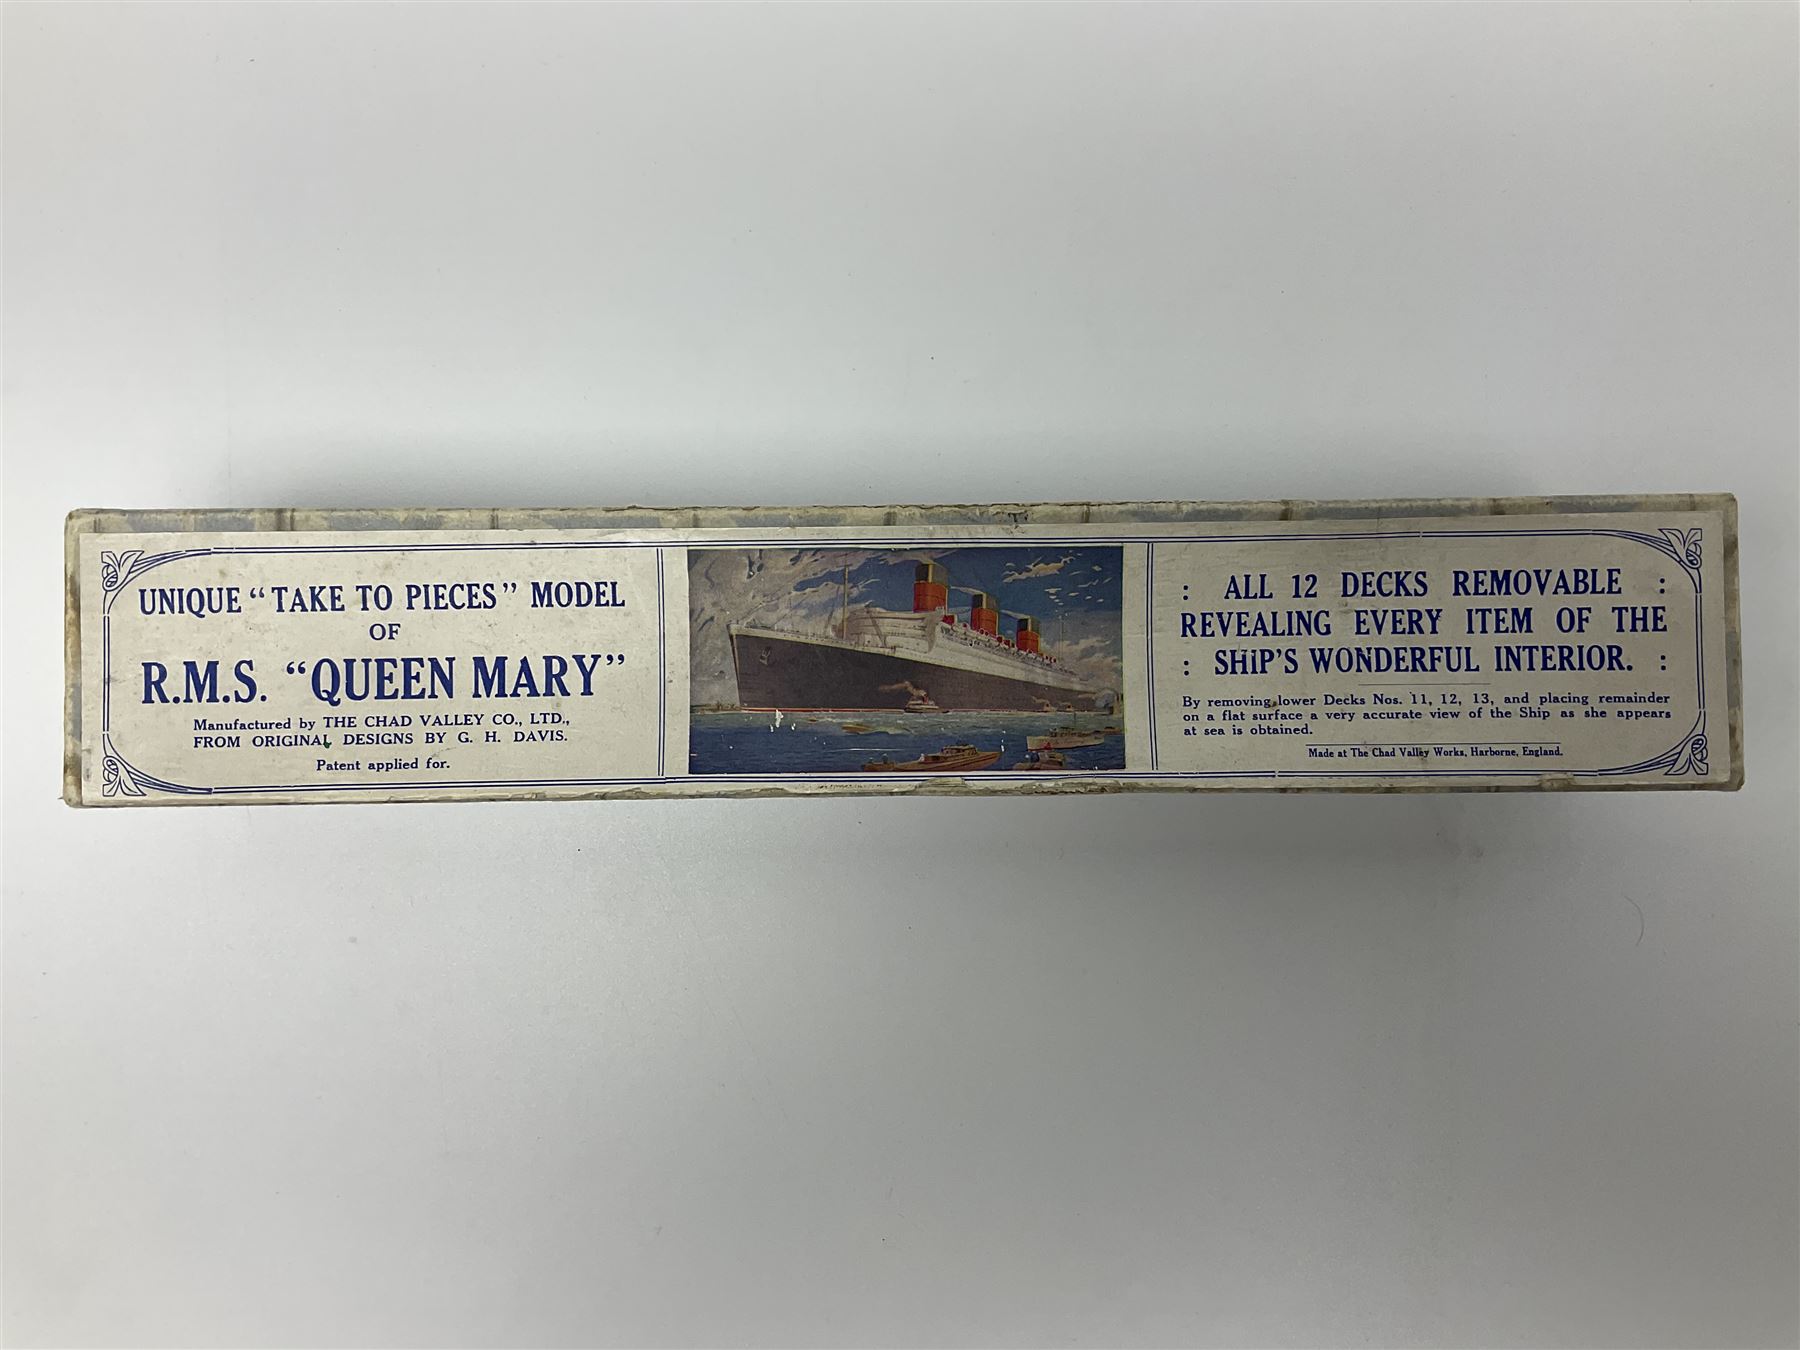 UNIQUE "TAKE TO PIECES" MODEL
OF
R.M.S. "QUEEN MARY"
Manufactured by THE CHAD VALLEY CO., LTD.,
FROM ORIGINAL DESIGNS BY G. H. DAVIS.
Patent applied for.
: ALL 12 DECKS REMOVABLE :
REVEALING EVERY ITEM OF THE
: SHiP'S WONDERFUL INTERIOR. :
By removing lower Decks Nos. 11, 12, 13, and placing remainder
on a flat surface a very accurate view of the Ship as she appears
at sea is obtained.
Made at The Chad Valley Works, Harborne, England.